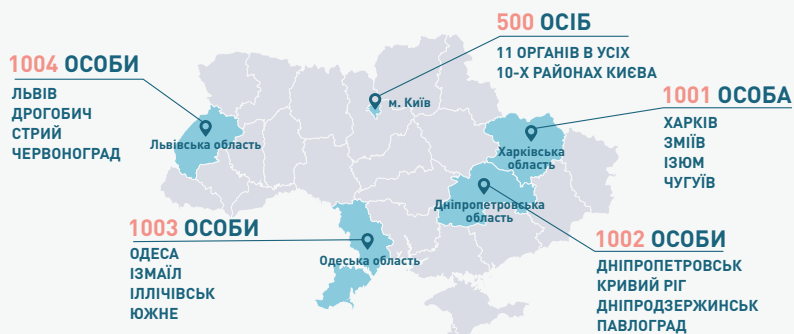 500 ОСІБ
11 ОРГАНІВ В УСІХ
10-Х РАЙОНАХ КИЄВА
м. Київ
1004 ОСОБИ
ЛЬВІВ
ДРОГОБИЧ
СТРИЙ
ЧЕРВОНОГРАД
Львівська область
1001 ОСОБА
ХАРКІВ
ЗМІЇВ
ІЗЮМ
ЧУГУЇВ
Харківська
область
Дніпропетровська
область
1003 ОСОБИ
ОДЕСА
ІЗМАЇЛ
ІЛЛІЧІВСЬК
ЮЖНЕ
Одеська область
1002 ОСОБИ
ДНІПРОПЕТРОВСЬК
КРИВИЙ РІГ
ДНІПРОДЗЕРЖИНСЬК
ПАВЛОГРАД